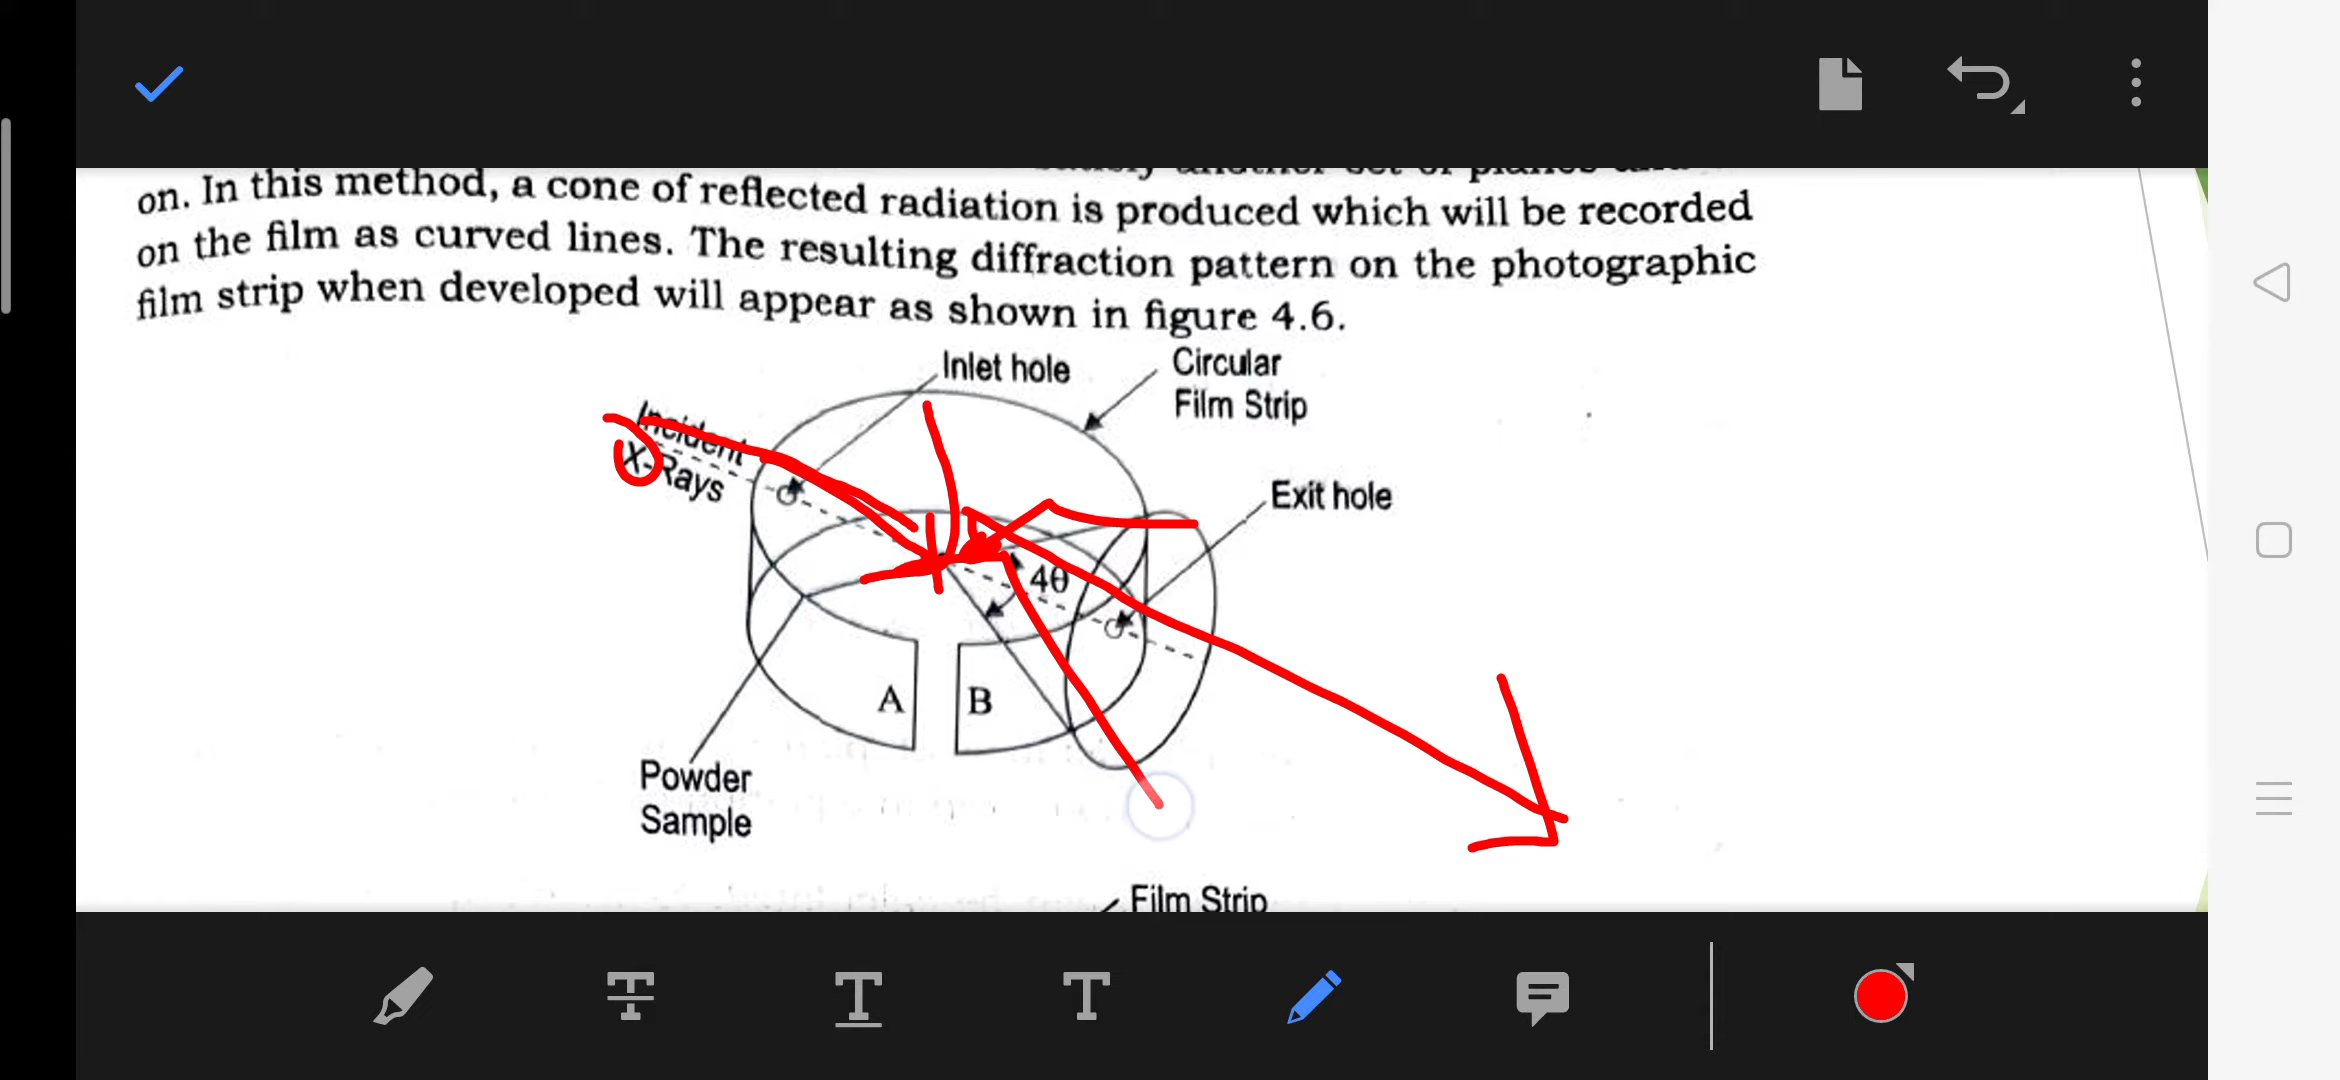 on. In this method, a cone of reflected radiation is produced which will be recorded
on the film as curved lines. The resulting diffraction pattern on the photographic
film strip when developed will appear as shown in figure 4.6.
Inlet hole
Circular
Film Strip
Incident
X-Rays
Exit hole
4θ
A
B
Powder
Sample
Film Strip
T
T
T